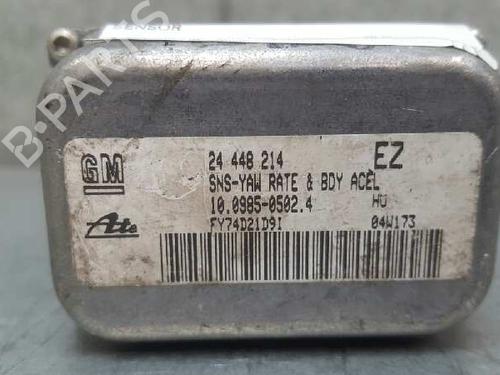 SENSOR
B-PARTS
GM
24 448 214
EZ
SNS-YAW RATE & BDY ACEL
10.0985-0502.4
HU
Ate
FY74D21D9I
04W173